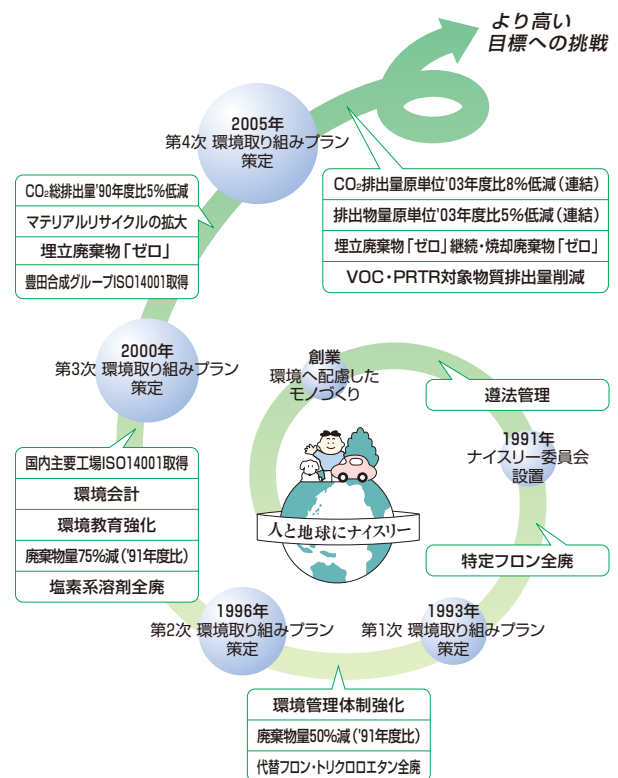 より高い
目標への挑戦
2005年
第4次 環境取り組みプラン
策定
CO₂排出量原単位'03年度比8%低減(連結)
排出物量原単位'03年度比5%低減(連結)
埋立廃棄物「ゼロ」継続・焼却廃棄物「ゼロ」
VOC・PRTR対象物質排出量削減
CO₂総排出量'90年度比5%低減
マテリアルリサイクルの拡大
埋立廃棄物「ゼロ」
豊田合成グループISO14001取得
2000年
第3次 環境取り組みプラン
策定
創業
環境へ配慮した
モノづくり
遵法管理
1991年
ナイスリー委員会
設置
国内主要工場ISO14001取得
環境会計
環境教育強化
廃棄物量75%減('91年度比)
塩素系溶剤全廃
人と地球にナイスリー
特定フロン全廃
1996年
第2次 環境取り組みプラン
策定
1993年
第1次 環境取り組みプラン
策定
環境管理体制強化
廃棄物量50%減('91年度比)
代替フロン・トリクロロエタン全廃